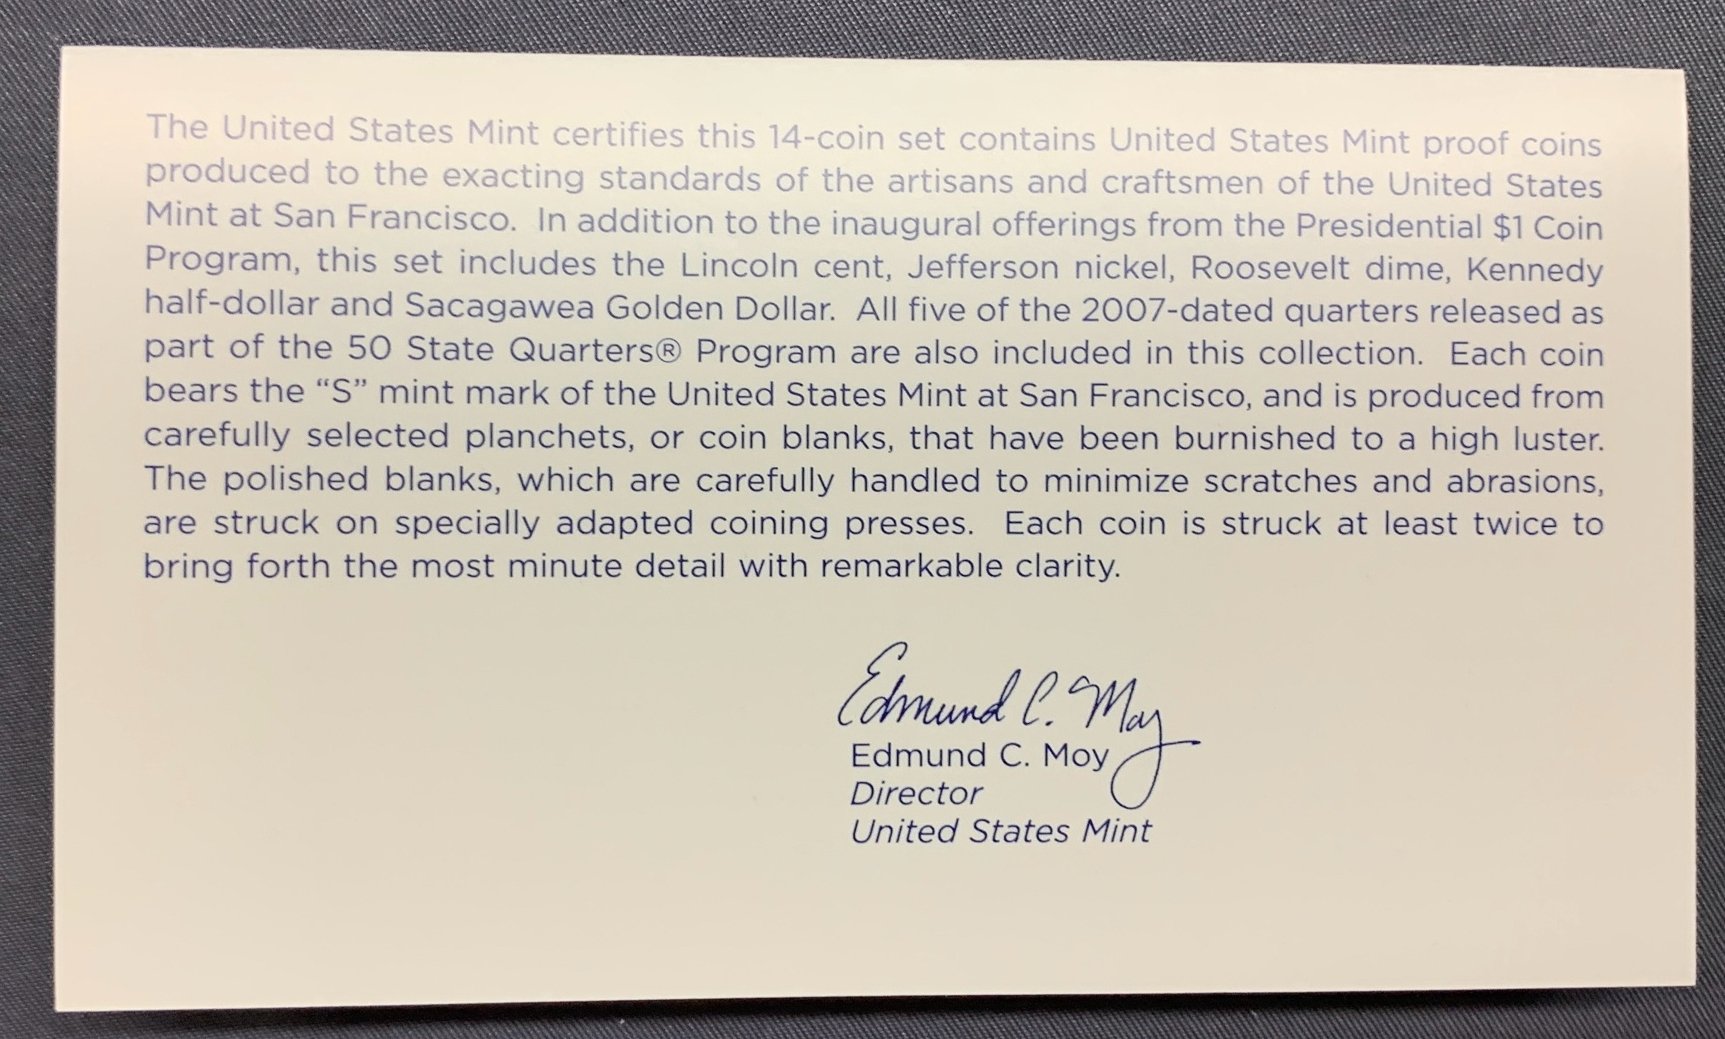 The United States Mint certifies this 14-coin set contains United States Mint proof coins
produced to the exacting standards of the artisans and craftsmen of the United States
Mint at San Francisco.  In addition to the inaugural offerings from the Presidential $1 Coin
Program, this set includes the Lincoln cent, Jefferson nickel, Roosevelt dime, Kennedy
half-dollar and Sacagawea Golden Dollar.  All five of the 2007-dated quarters released as
part of the 50 State Quarters® Program are also included in this collection.  Each coin
bears the “S” mint mark of the United States Mint at San Francisco, and is produced from
carefully selected planchets, or coin blanks, that have been burnished to a high luster.
The polished blanks, which are carefully handled to minimize scratches and abrasions,
are struck on specially adapted coining presses.  Each coin is struck at least twice to
bring forth the most minute detail with remarkable clarity.
Edmund C. Moy
Edmund C. Moy
Director
United States Mint